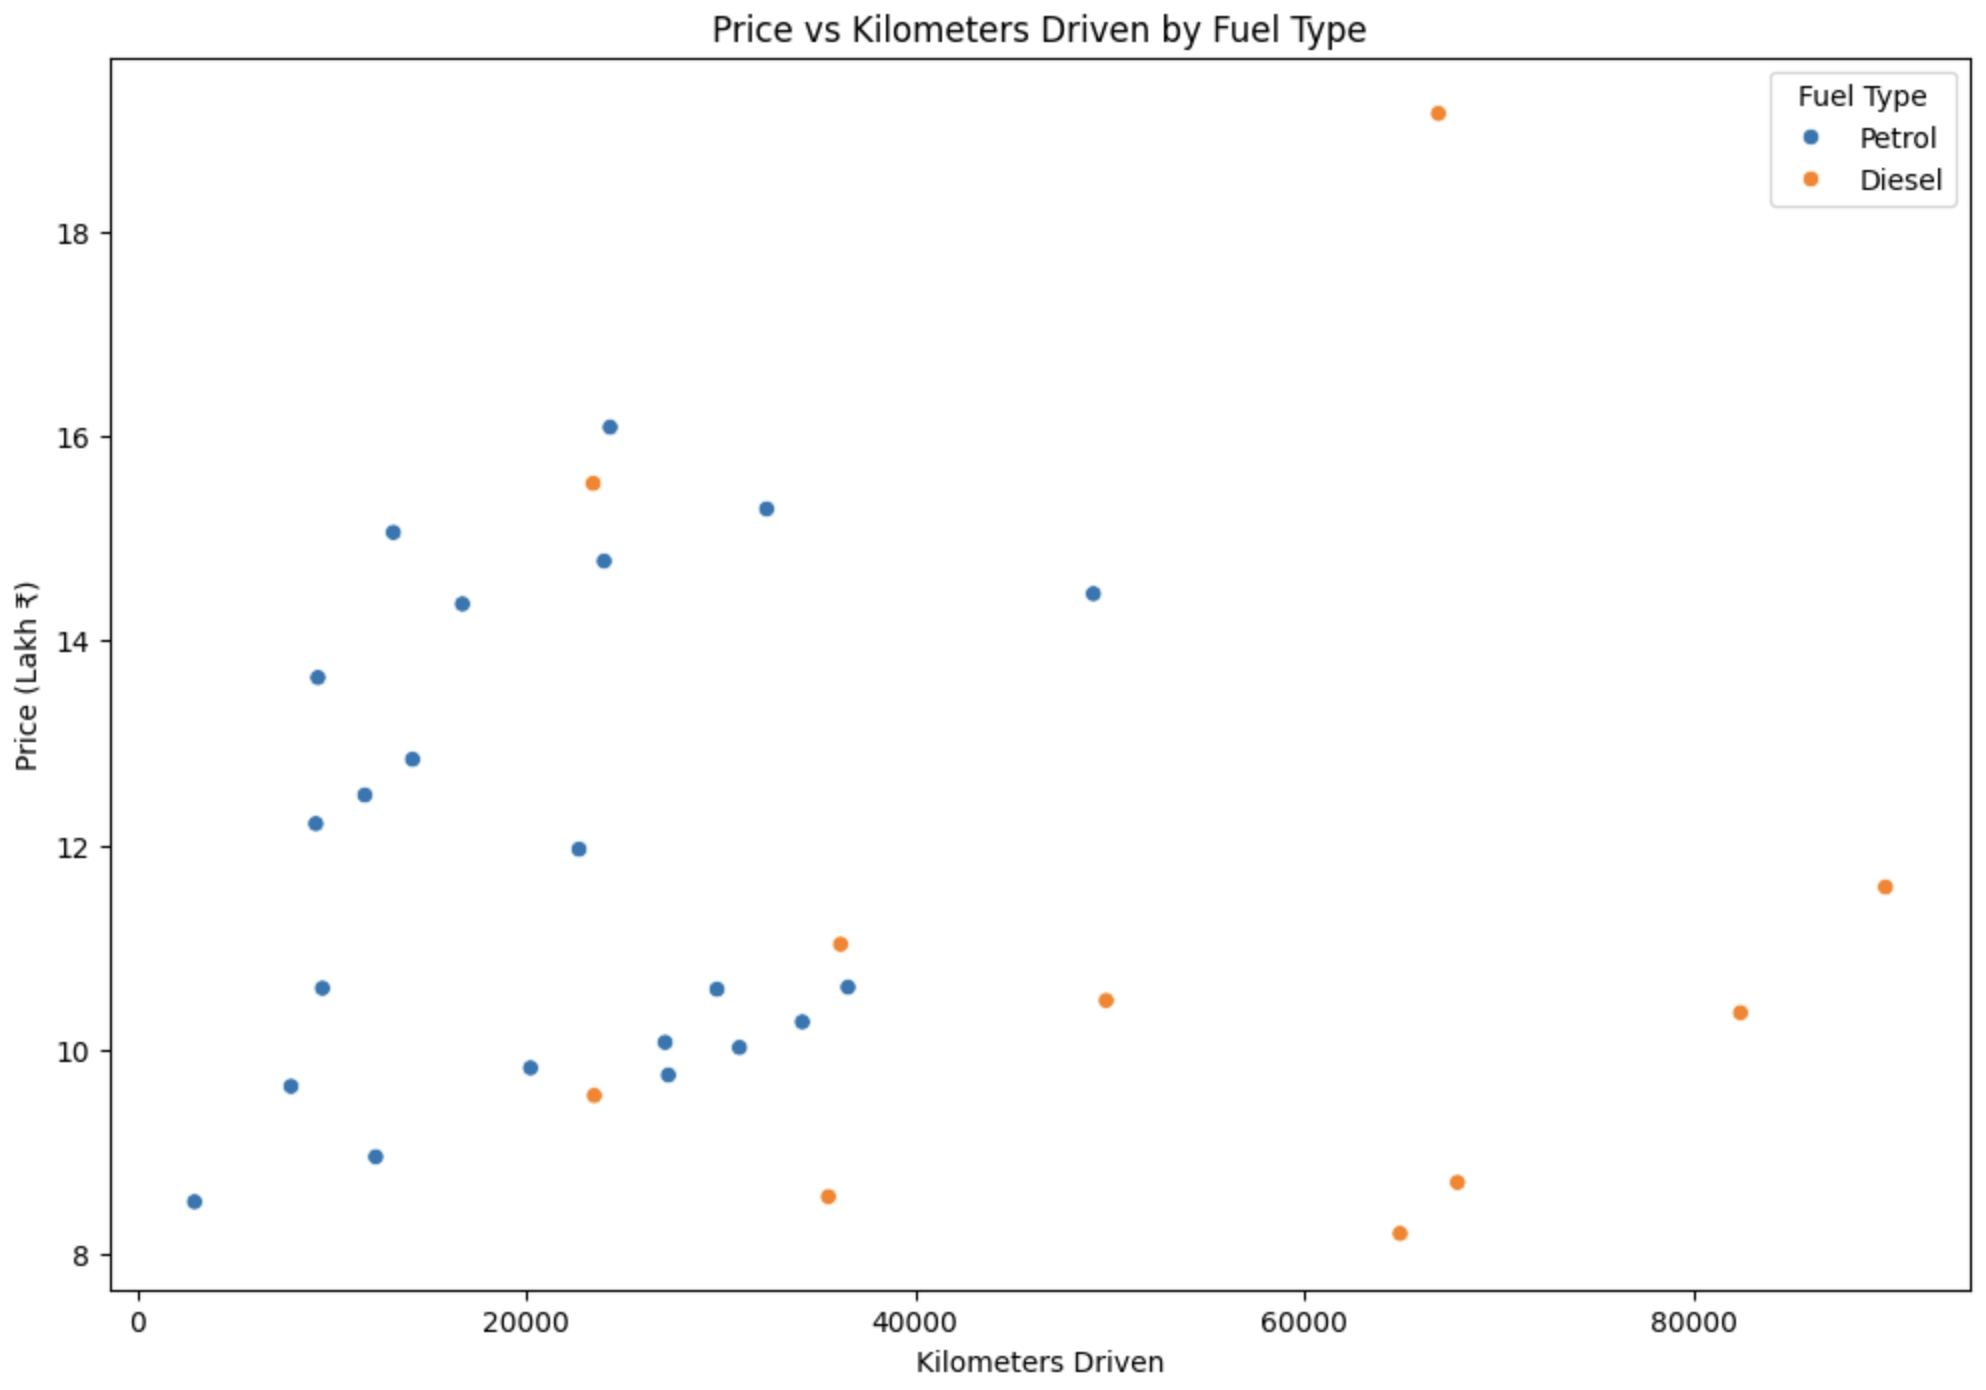 Price vs Kilometers Driven by Fuel Type
Fuel Type
Petrol
Diesel
18
16
14
12
10
8
Price (Lakh ₹)
0 20000 40000 60000 80000
Kilometers Driven